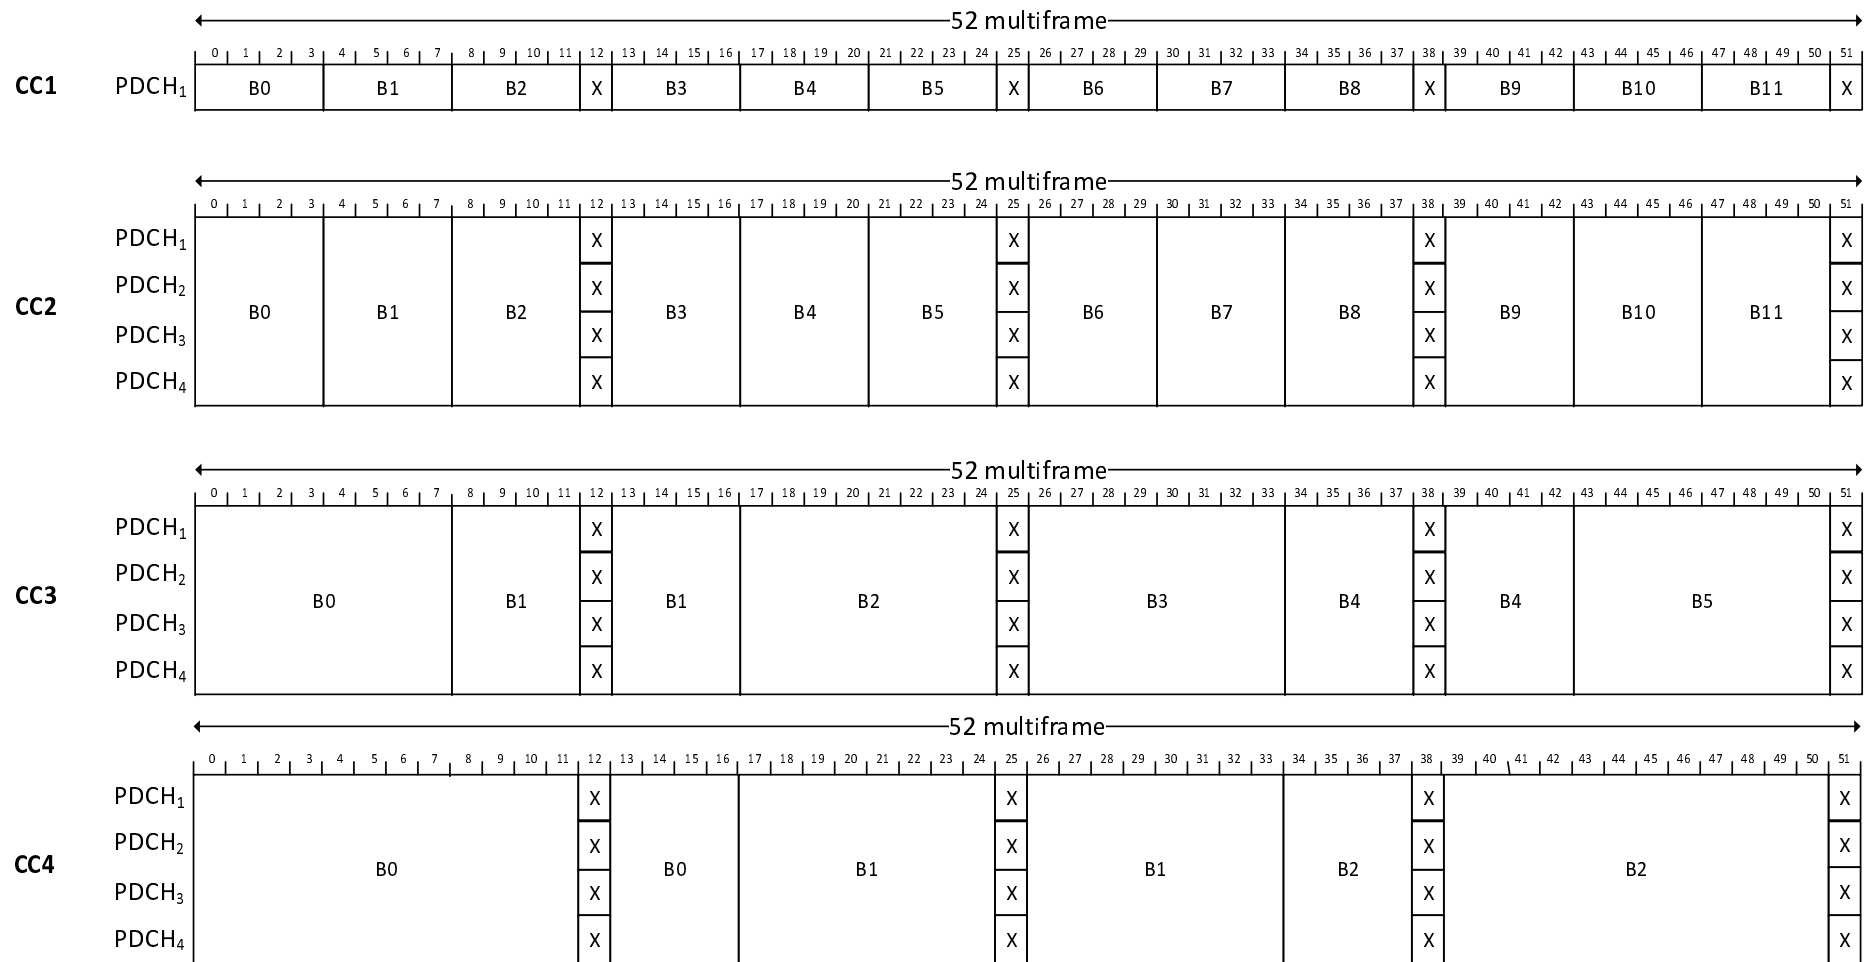 52 multiframe
0 1 2 3 4 5 6 7 8 9 10 11 12 13 14 15 16 17 18 19 20 21 22 23 24 25 26 27 28 29 30 31 32 33 34 35 36 37 38 39 40 41 42 43 44 45 46 47 48 49 50 51
CC1 PDCH1 B0 B1 B2 X B3 B4 B5 X B6 B7 B8 X B9 B10 B11 X
52 multiframe
0 1 2 3 4 5 6 7 8 9 10 11 12 13 14 15 16 17 18 19 20 21 22 23 24 25 26 27 28 29 30 31 32 33 34 35 36 37 38 39 40 41 42 43 44 45 46 47 48 49 50 51
PDCH1 X X X X
PDCH2 X X X X
CC2 B0 B1 B2 B3 B4 B5 B6 B7 B8 B9 B10 B11
PDCH3 X X X X
PDCH4 X X X X
52 multiframe
0 1 2 3 4 5 6 7 8 9 10 11 12 13 14 15 16 17 18 19 20 21 22 23 24 25 26 27 28 29 30 31 32 33 34 35 36 37 38 39 40 41 42 43 44 45 46 47 48 49 50 51
PDCH1 X X X X
PDCH2 X X X X
CC3 B0 B1 B1 B2 B3 B4 B4 B5
PDCH3 X X X X
PDCH4 X X X X
52 multiframe
0 1 2 3 4 5 6 7 8 9 10 11 12 13 14 15 16 17 18 19 20 21 22 23 24 25 26 27 28 29 30 31 32 33 34 35 36 37 38 39 40 41 42 43 44 45 46 47 48 49 50 51
PDCH1 X X X X
PDCH2 X X X X
CC4 B0 B0 B1 B1 B2 B2
PDCH3 X X X X
PDCH4 X X X X